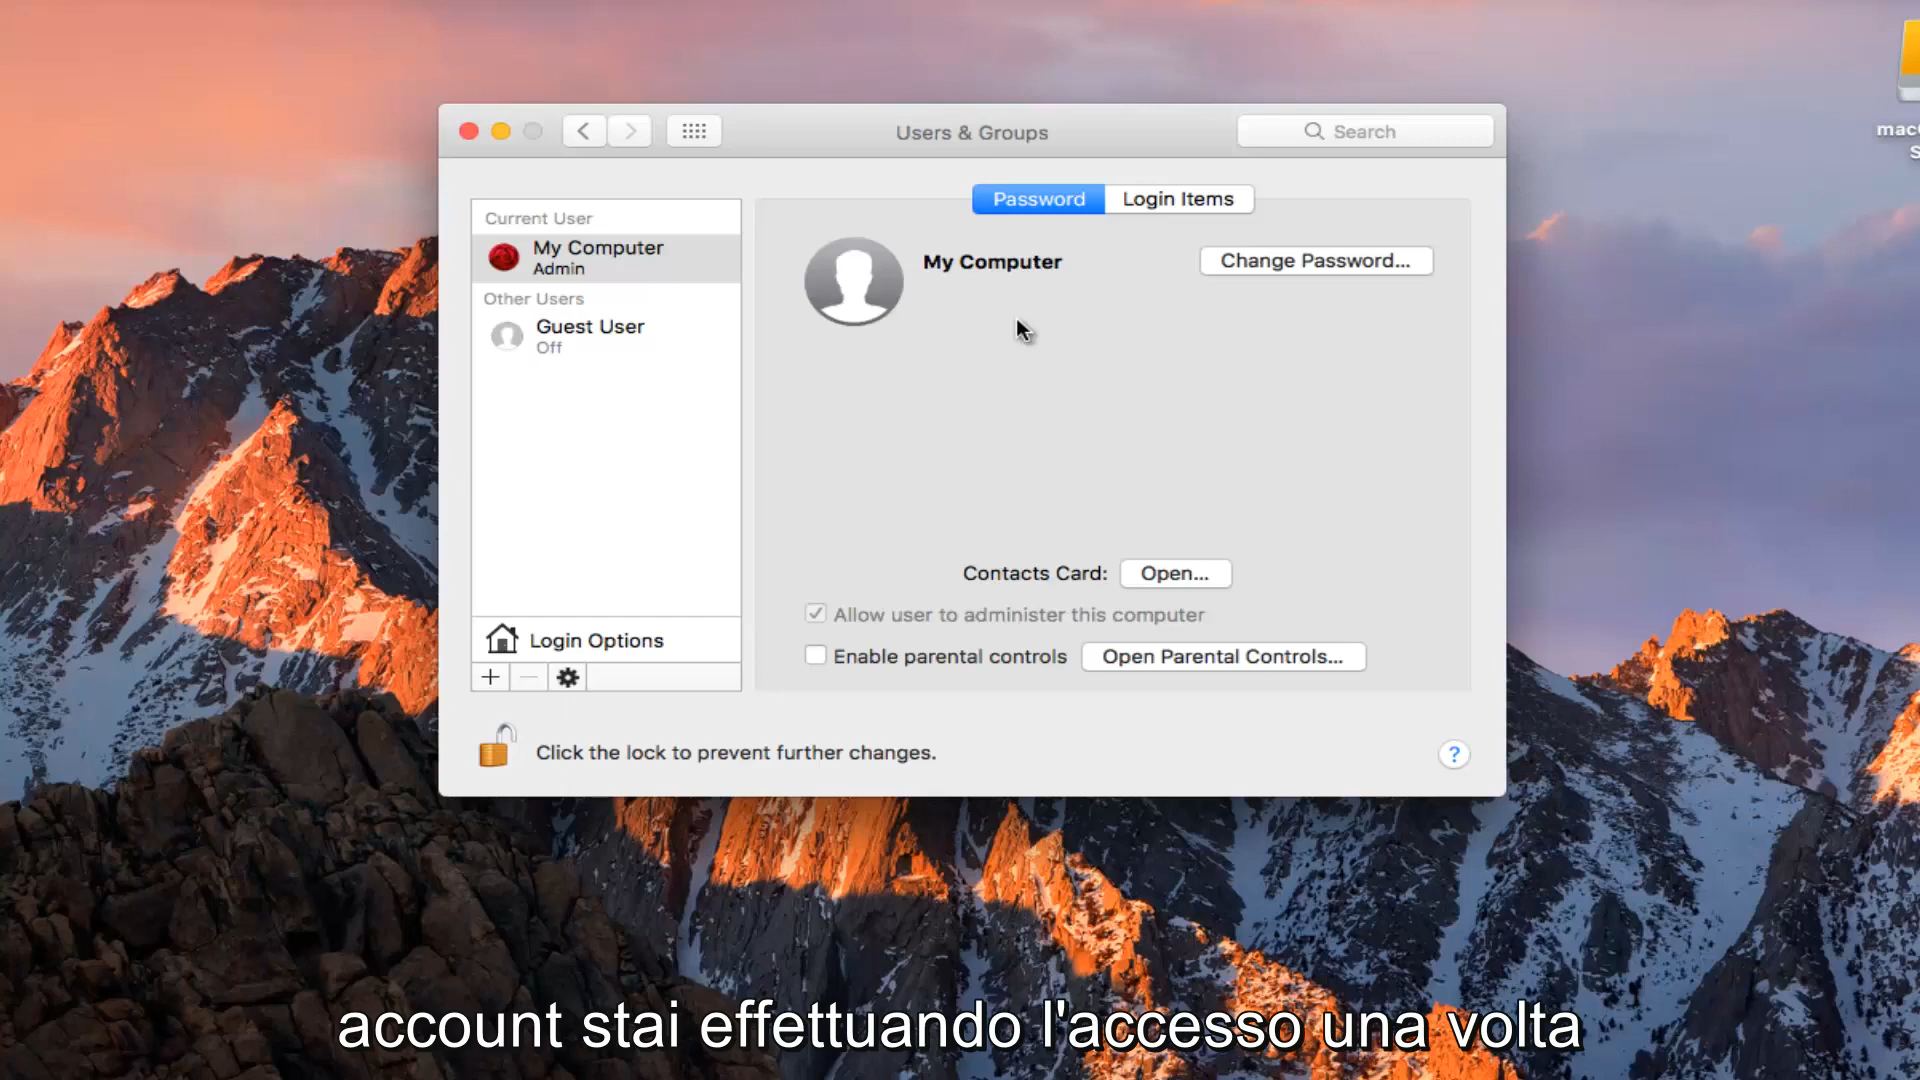 Users & Groups
Search
Password
Login Items
Current User
My Computer
Admin
Other Users
Guest User
Off
My Computer
Change Password...
Contacts Card:
Open...
Allow user to administer this computer
Enable parental controls
Open Parental Controls...
Login Options
Click the lock to prevent further changes.
?
account stai effettuando l'accesso una volta